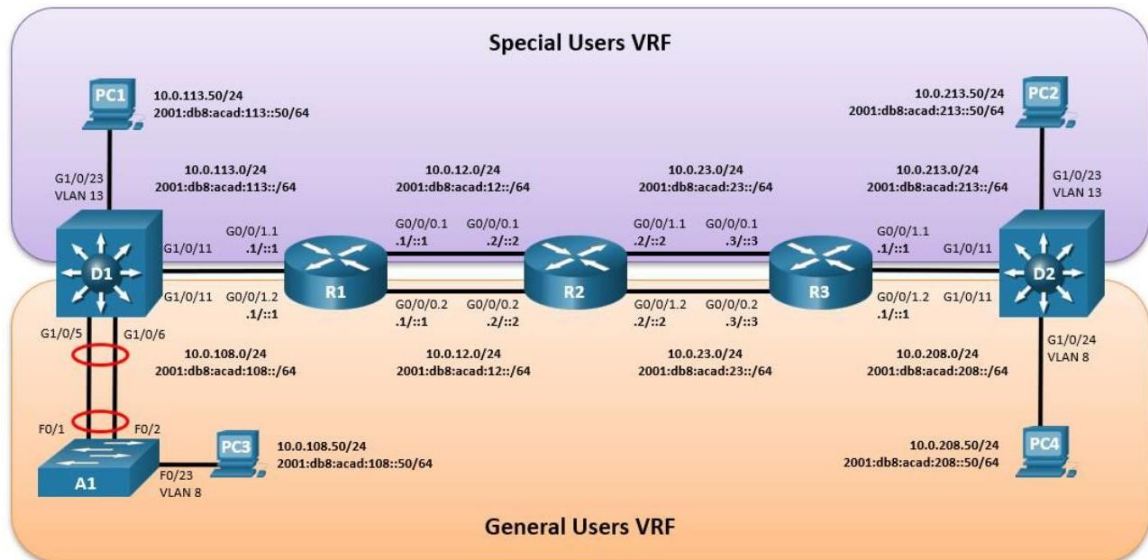 Special Users VRF
PC1
10.0.113.50/24
2001:db8:acad:113::50/64
10.0.213.50/24
2001:db8:acad:213::50/64
PC2
G1/0/23
VLAN 13
10.0.113.0/24
2001:db8:acad:113::/64
10.0.12.0/24
2001:db8:acad:12::/64
10.0.23.0/24
2001:db8:acad:23::/64
10.0.213.0/24
2001:db8:acad:213::/64
G1/0/23
VLAN 13
D1
G1/0/11
G0/0/1.1
.1/::1
R1
G0/0/0.1
.1/::1
G0/0/0.1
.2/::2
R2
G0/0/1.1
.2/::2
G0/0/0.1
.3/::3
R3
G0/0/1.1
.1/::1
G1/0/11
D2
G1/0/11
G0/0/1.2
.1/::1
G0/0/0.2
.1/::1
G0/0/0.2
.2/::2
G0/0/1.2
.2/::2
G0/0/0.2
.3/::3
G0/0/1.2
.1/::1
G1/0/11
G1/0/5
G1/0/6
10.0.108.0/24
2001:db8:acad:108::/64
10.0.12.0/24
2001:db8:acad:12::/64
10.0.23.0/24
2001:db8:acad:23::/64
10.0.208.0/24
2001:db8:acad:208::/64
G1/0/24
VLAN 8
F0/1
F0/2
A1
F0/23
VLAN 8
PC3
10.0.108.50/24
2001:db8:acad:108::50/64
10.0.208.50/24
2001:db8:acad:208::50/64
PC4
General Users VRF